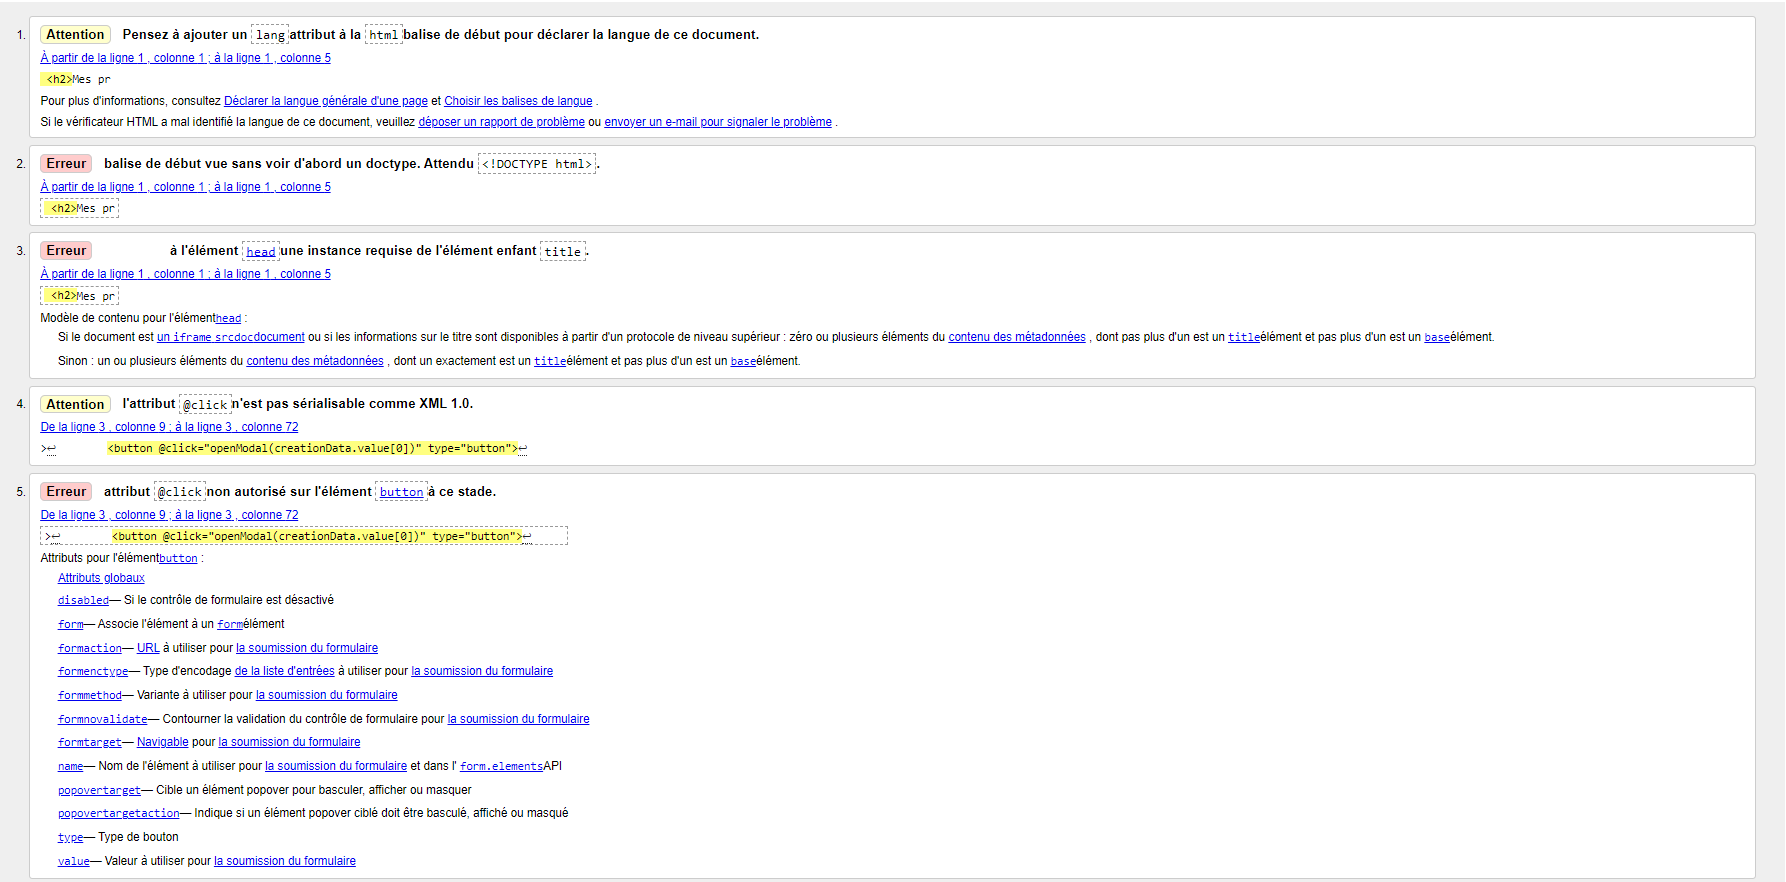 1. Attention Pensez à ajouter un lang attribut à la html balise de début pour déclarer la langue de ce document.
À partir de la ligne 1 , colonne 1 ; à la ligne 1 , colonne 5
<h2>Mes pr
Pour plus d'informations, consultez Déclarer la langue générale d'une page et Choisir les balises de langue .
Si le vérificateur HTML a mal identifié la langue de ce document, veuillez déposer un rapport de problème ou envoyer un e-mail pour signaler le problème .
2. Erreur balise de début vue sans voir d'abord un doctype. Attendu <!DOCTYPE html>.
À partir de la ligne 1 , colonne 1 ; à la ligne 1 , colonne 5
<h2>Mes pr
3. Erreur à l'élément head une instance requise de l'élément enfant title.
À partir de la ligne 1 , colonne 1 ; à la ligne 1 , colonne 5
<h2>Mes pr
Modèle de contenu pour l'élémenthead :
Si le document est un iframe srcdocdocument ou si les informations sur le titre sont disponibles à partir d'un protocole de niveau supérieur : zéro ou plusieurs éléments du contenu des métadonnées , dont pas plus d'un est un titleélément et pas plus d'un est un baseélément.
Sinon : un ou plusieurs éléments du contenu des métadonnées , dont un exactement est un titleélément et pas plus d'un est un baseélément.
4. Attention l'attribut @click n'est pas sérialisable comme XML 1.0.
De la ligne 3 , colonne 9 ; à la ligne 3 , colonne 72
>↩ <button @click="openModal(creationData.value[0])" type="button">↩
5. Erreur attribut @click non autorisé sur l'élément button à ce stade.
De la ligne 3 , colonne 9 ; à la ligne 3 , colonne 72
>↩ <button @click="openModal(creationData.value[0])" type="button">↩
Attributs pour l'élémentbutton :
Attributs globaux
disabled— Si le contrôle de formulaire est désactivé
form— Associe l'élément à un formélément
formaction— URL à utiliser pour la soumission du formulaire
formenctype— Type d'encodage de la liste d'entrées à utiliser pour la soumission du formulaire
formmethod— Variante à utiliser pour la soumission du formulaire
formnovalidate— Contourner la validation du contrôle de formulaire pour la soumission du formulaire
formtarget— Navigable pour la soumission du formulaire
name— Nom de l'élément à utiliser pour la soumission du formulaire et dans l' form.elementsAPI
popovertarget— Cible un élément popover pour basculer, afficher ou masquer
popovertargetaction— Indique si un élément popover ciblé doit être basculé, affiché ou masqué
type— Type de bouton
value— Valeur à utiliser pour la soumission du formulaire